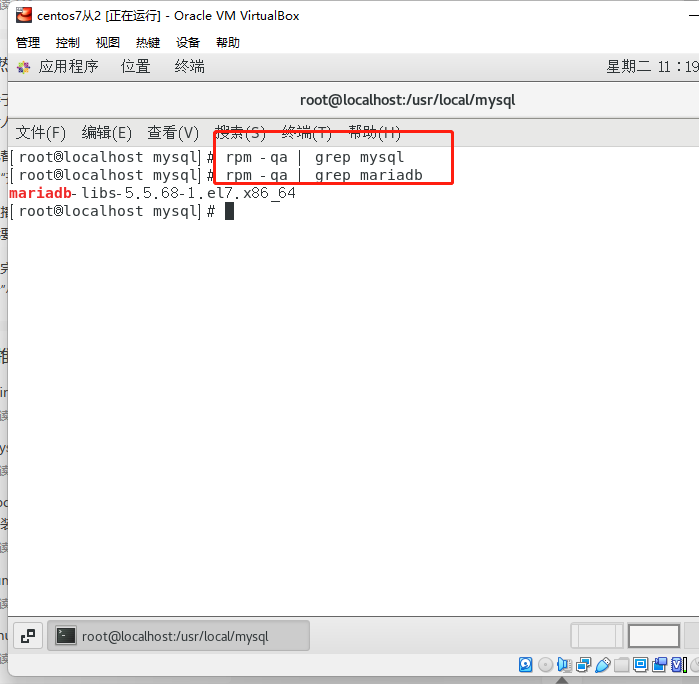 centos7从2 [正在运行] - Oracle VM VirtualBox
管理 控制 视图 热键 设备 帮助
应用程序 位置 终端 星期二 11:19
root@localhost:/usr/local/mysql
文件(F) 编辑(E) 查看(V) 搜索(S) 终端(T) 帮助(H)
[root@localhost mysql]# rpm -qa | grep mysql
[root@localhost mysql]# rpm -qa | grep mariadb
mariadb-libs-5.5.68-1.el7.x86_64
[root@localhost mysql]#
root@localhost:/usr/local/mysql